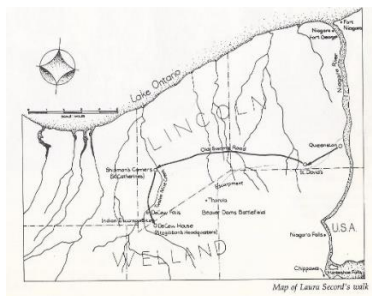 Fort
Niagara
Niagara
Fort George
Lake Ontario
Niagara River
LINCOLN
Queenston
Old Swamp Road
St. Davids
Shipman's Corners
(St. Catharines)
Escarpment
Thorold
Beaver Dams Battlefield
DeCew Falls
DeCew House
Indian Encampment
U.S.A.
Niagara Falls
WELLAND
Chippawa
Horseshoe Falls
Map of Laura Secord's walk